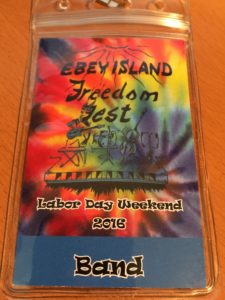 EBEY ISLAND
Freedom
Fest
Labor Day Weekend
2016
Band